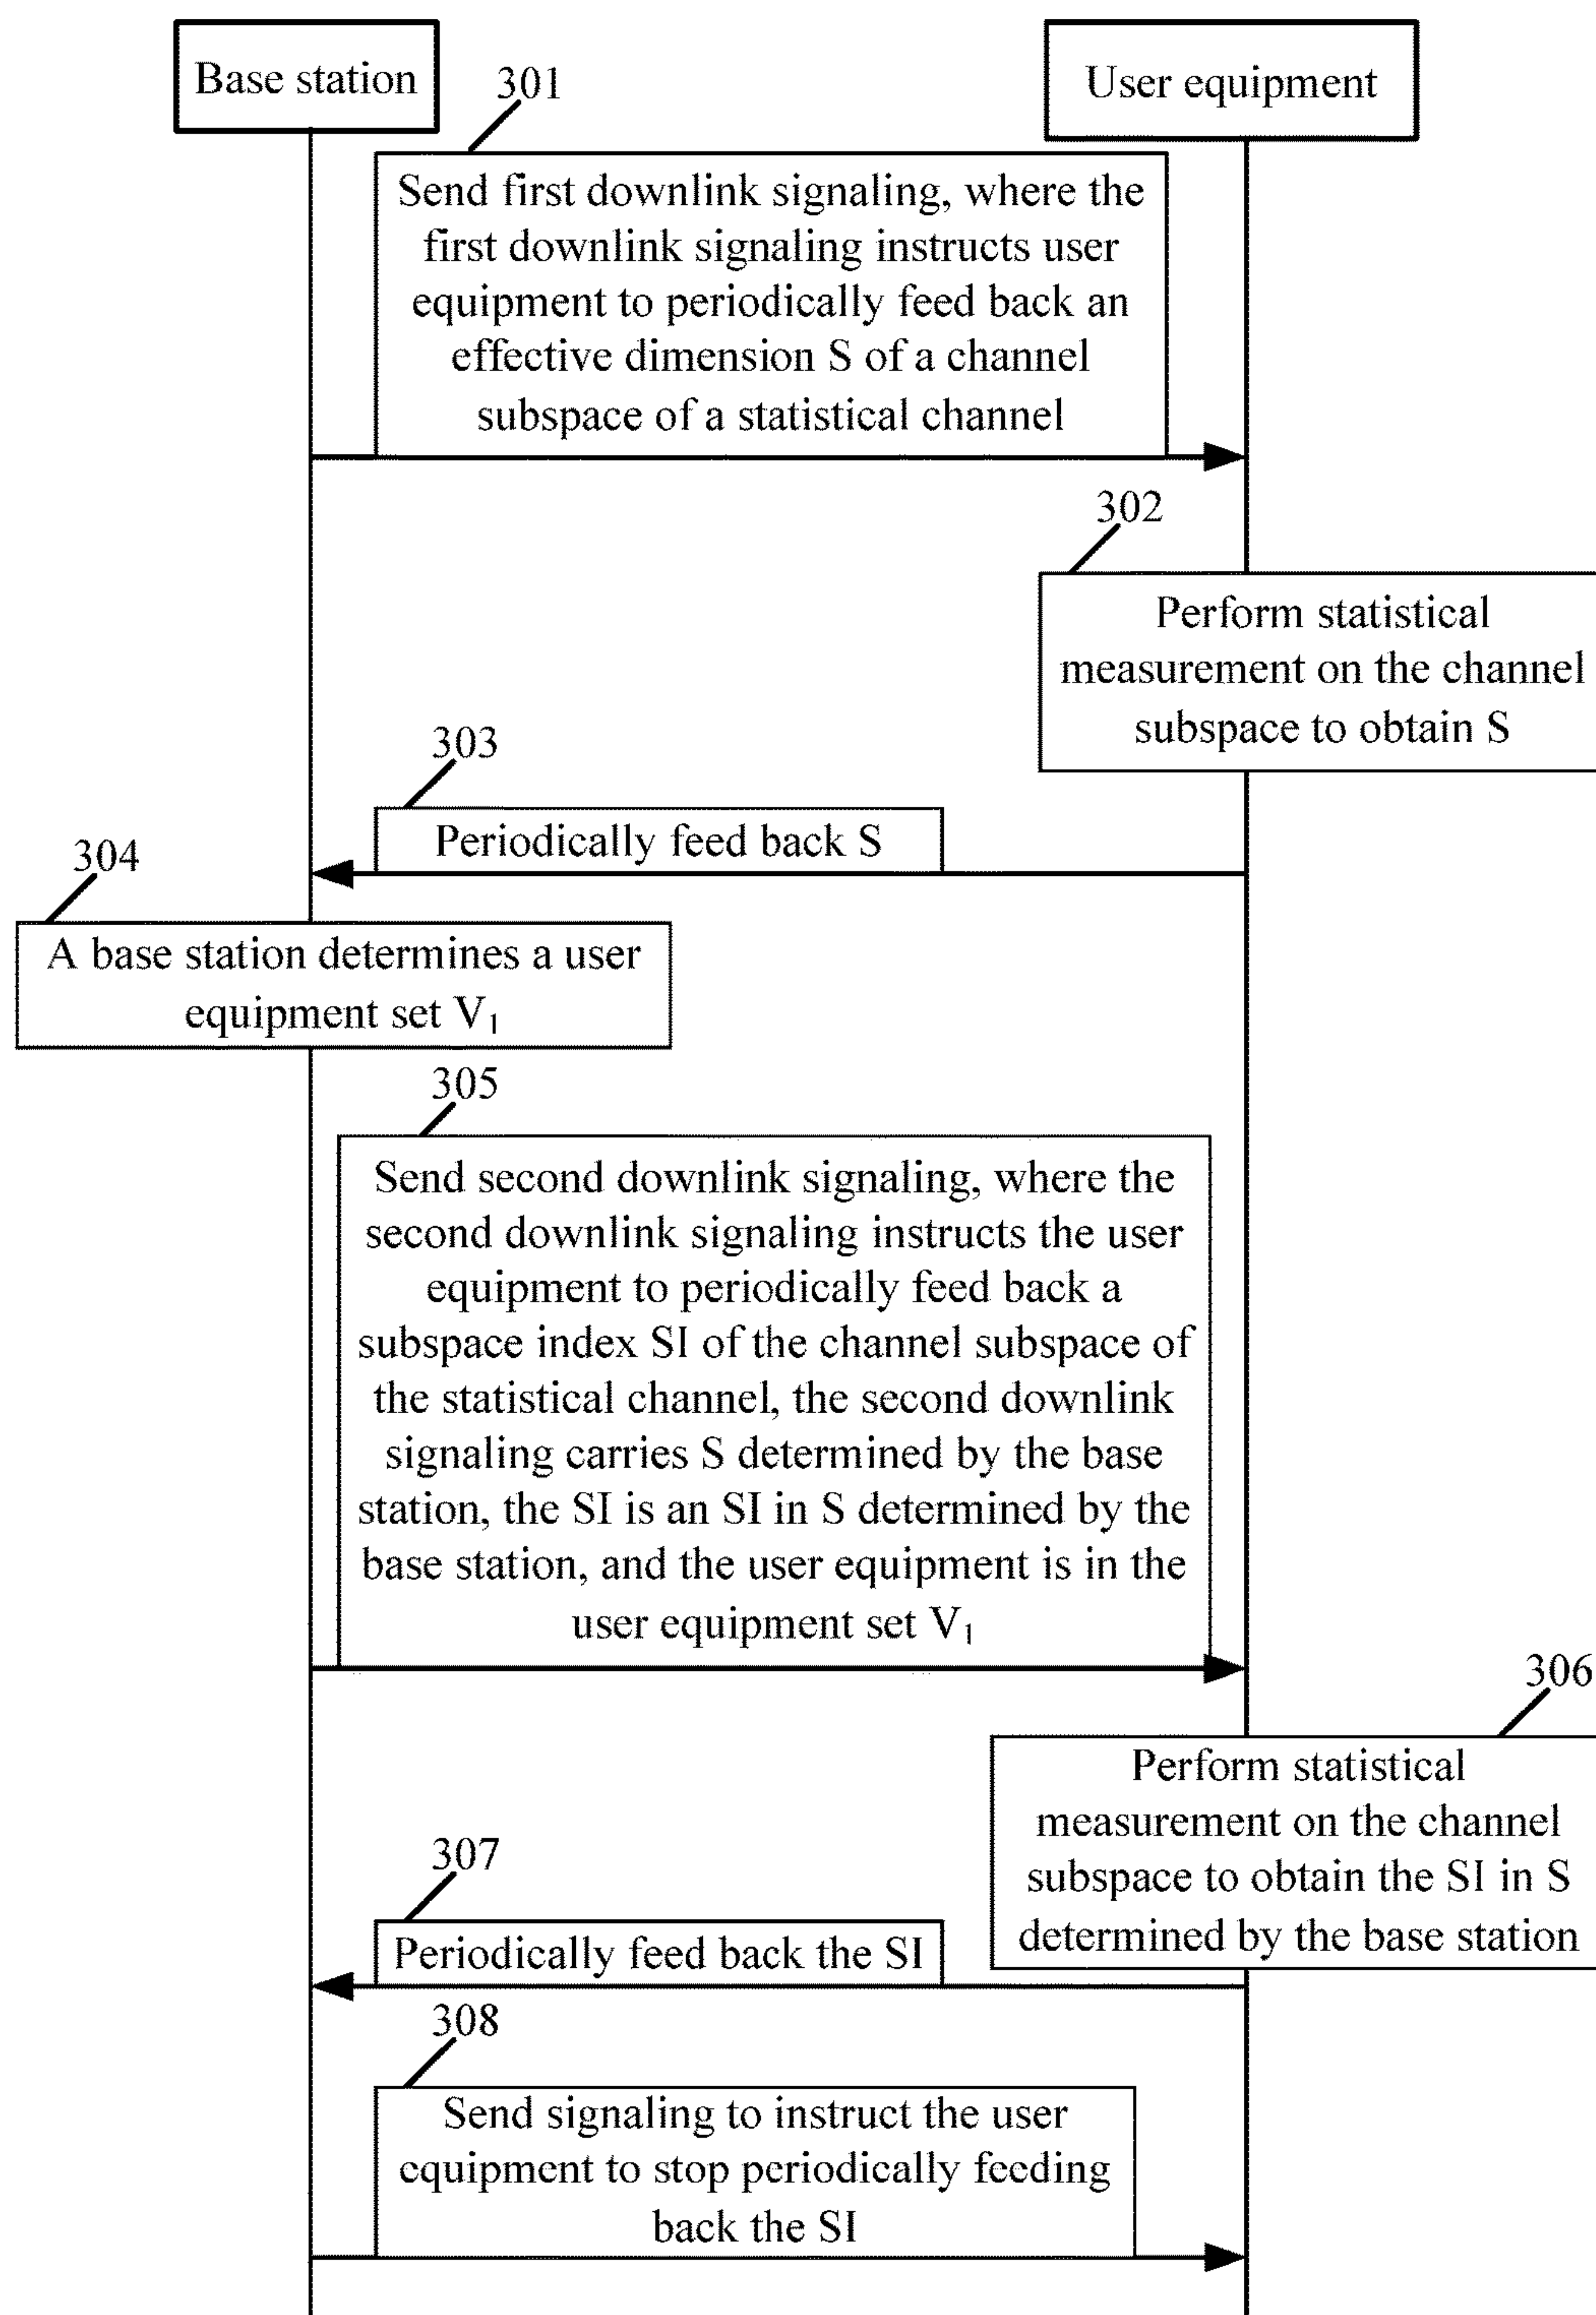 Base station
User equipment
301
Send first downlink signaling, where the
first downlink signaling instructs user
equipment to periodically feed back an
effective dimension S of a channel
subspace of a statistical channel
302
Perform statistical
measurement on the channel
subspace to obtain S
303
Periodically feed back S
304
A base station determines a user
equipment set V₁
305
Send second downlink signaling, where the
second downlink signaling instructs the user
equipment to periodically feed back a
subspace index SI of the channel subspace of
the statistical channel, the second downlink
signaling carries S determined by the base
station, the SI is an SI in S determined by the
base station, and the user equipment is in the
user equipment set V₁
306
Perform statistical
measurement on the channel
subspace to obtain the SI in S
determined by the base station
307
Periodically feed back the SI
308
Send signaling to instruct the user
equipment to stop periodically feeding
back the SI